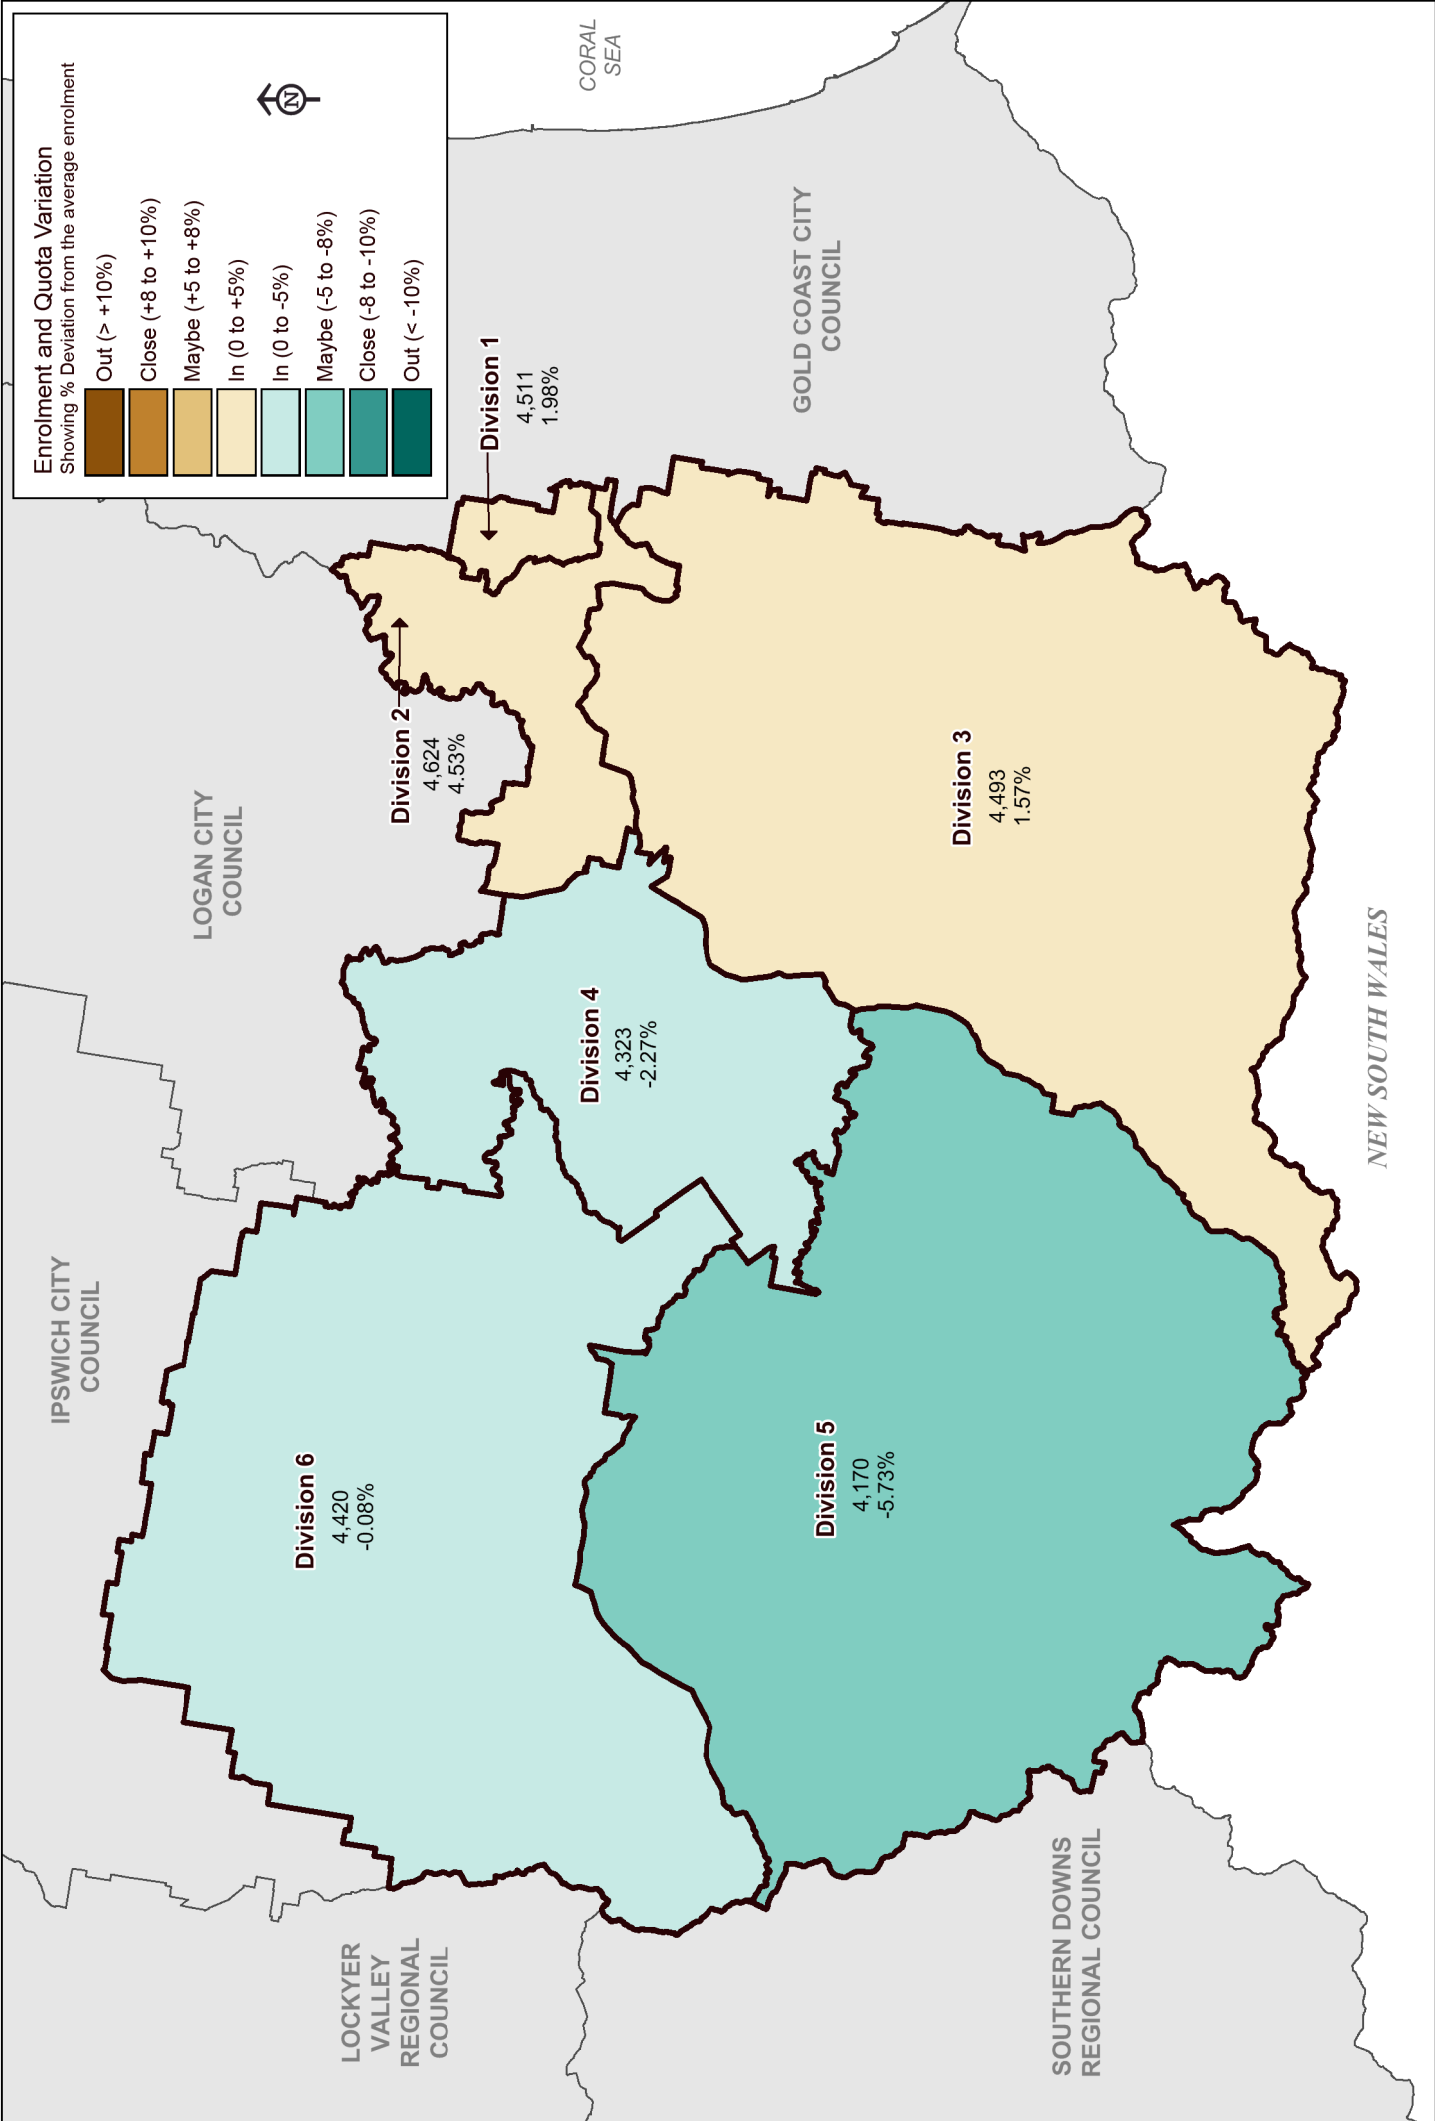 Enrolment and Quota Variation
Showing % Deviation from the average enrolment
Out (> +10%)
Close (+8 to +10%)
Maybe (+5 to +8%)
In (0 to +5%)
In (0 to -5%)
Maybe (-5 to -8%)
Close (-8 to -10%)
Out (< -10%)
N
IPSWICH CITY
COUNCIL
LOGAN CITY
COUNCIL
CORAL
SEA
LOCKYER
VALLEY
REGIONAL
COUNCIL
Division 6
4,420
-0.08%
Division 2
4,624
4.53%
Division 1
4,511
1.98%
Division 4
4,323
-2.27%
GOLD COAST CITY
COUNCIL
Division 5
4,170
-5.73%
Division 3
4,493
1.57%
SOUTHERN DOWNS
REGIONAL COUNCIL
NEW SOUTH WALES